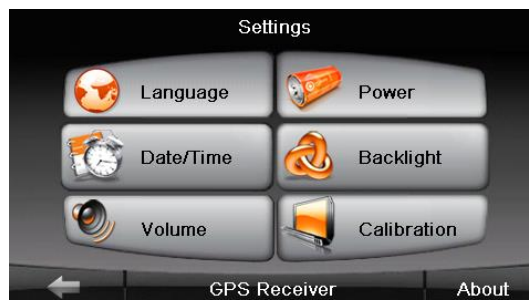 Settings
Language
Power
Date/Time
Backlight
Volume
Calibration
GPS Receiver
About